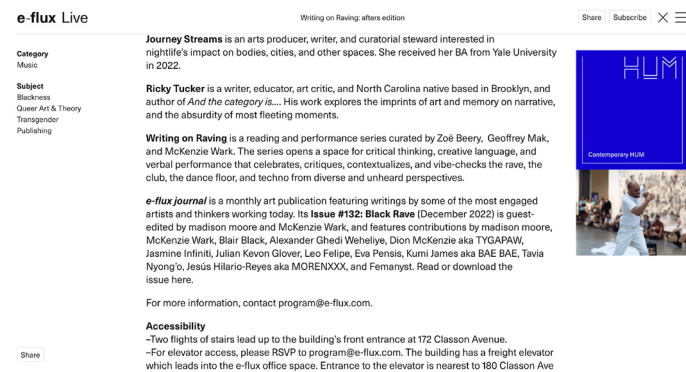 e-flux Live
Writing on Raving: afters edition
Share
Subscribe
Category
Music
Subject
Blackness
Queer Art & Theory
Transgender
Publishing
Share
Journey Streams is an arts producer, writer, and curatorial steward interested in
nightlife's impact on bodies, cities, and other spaces. She received her BA from Yale University
in 2022.
Ricky Tucker is a writer, educator, art critic, and North Carolina native based in Brooklyn, and
author of And the category is.... His work explores the imprints of art and memory on narrative,
and the absurdity of most fleeting moments.
Writing on Raving is a reading and performance series curated by Zoë Beery, Geoffrey Mak,
and McKenzie Wark. The series opens a space for critical thinking, creative language, and
verbal performance that celebrates, critiques, contextualizes, and vibe-checks the rave, the
club, the dance floor, and techno from diverse and unheard perspectives.
e-flux journal is a monthly art publication featuring writings by some of the most engaged
artists and thinkers working today. Its Issue #132: Black Rave (December 2022) is guest-
edited by madison moore and McKenzie Wark, and features contributions by madison moore,
McKenzie Wark, Blair Black, Alexander Ghedi Weheliye, Dion McKenzie aka TYGAPAW,
Jasmine Infiniti, Julian Kevon Glover, Leo Felipe, Eva Pensis, Kumi James aka BAE BAE, Tavia
Nyong'o, Jesús Hilario-Reyes aka MORENXXX, and Femanyst. Read or download the
issue here.
For more information, contact program@e-flux.com.
Accessibility
–Two flights of stairs lead up to the building's front entrance at 172 Classon Avenue.
–For elevator access, please RSVP to program@e-flux.com. The building has a freight elevator
which leads into the e-flux office space. Entrance to the elevator is nearest to 180 Classon Ave
HUM
Contemporary HUM